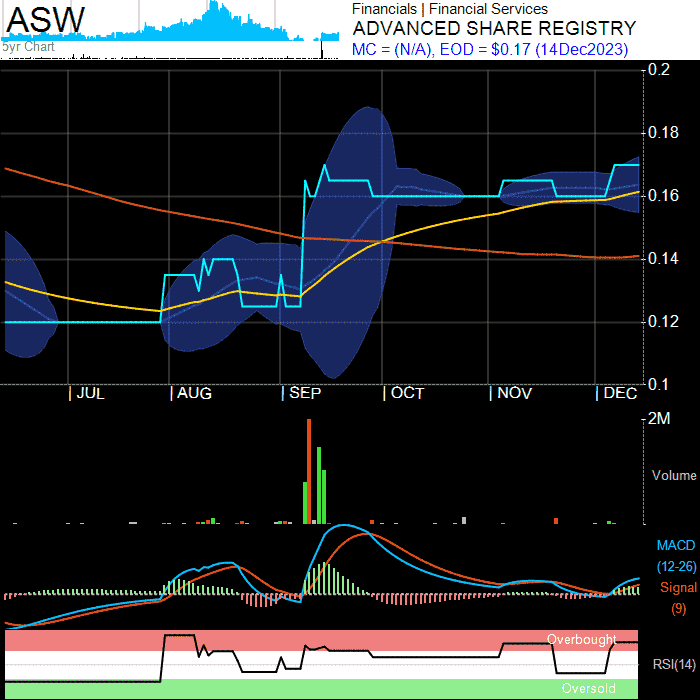 ASW
5yr Chart
Financials | Financial Services
ADVANCED SHARE REGISTRY
MC = (N/A), EOD = $0.17 (14Dec2023)
0.2
0.18
0.16
0.14
0.12
0.1
JUL AUG SEP OCT NOV DEC
2M
Volume
MACD
(12-26)
Signal
(9)
Overbought
RSI(14)
Oversold